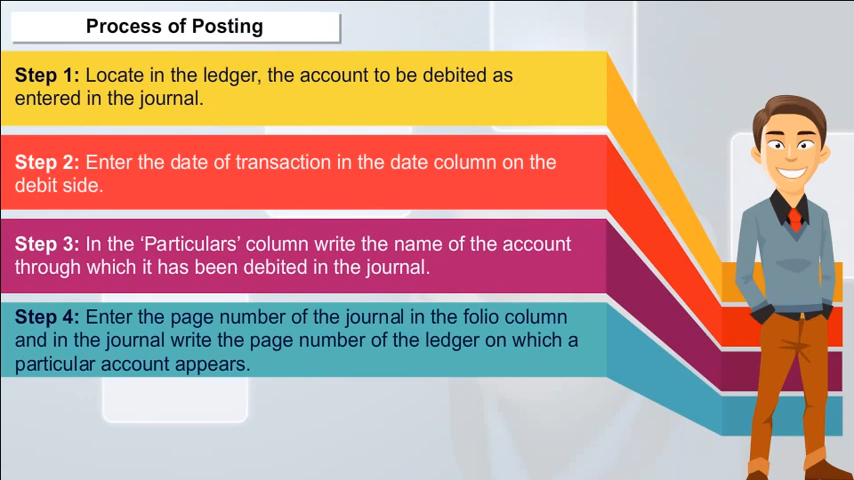 Process of Posting
Step 1: Locate in the ledger, the account to be debited as
entered in the journal.
Step 2: Enter the date of transaction in the date column on the
debit side.
Step 3: In the ‘Particulars’ column write the name of the account
through which it has been debited in the journal.
Step 4: Enter the page number of the journal in the folio column
and in the journal write the page number of the ledger on which a
particular account appears.